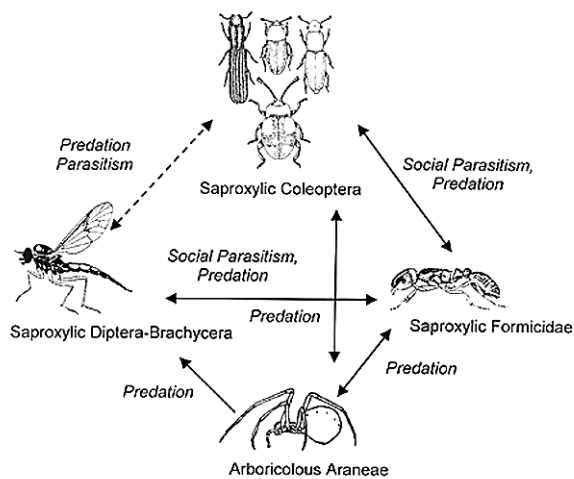 Predation
Parasitism
Social Parasitism,
Predation
Saproxylic Coleoptera
Social Parasitism,
Predation
Predation
Saproxylic Diptera-Brachycera
Saproxylic Formicidae
Predation
Predation
Arboricolous Araneae